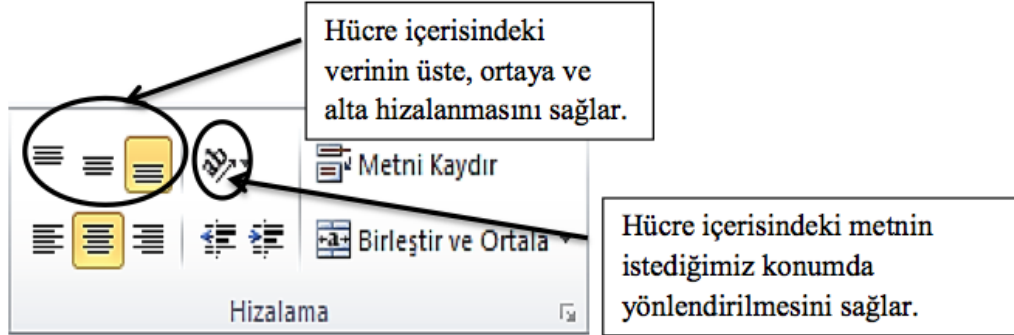 Hücre içerisindeki
verinin üste, ortaya ve
alta hizalanmasını sağlar.
Metni Kaydır
Birleştir ve Ortala
Hizalama
Hücre içerisindeki metnin
istediğimiz konumda
yönlendirilmesini sağlar.